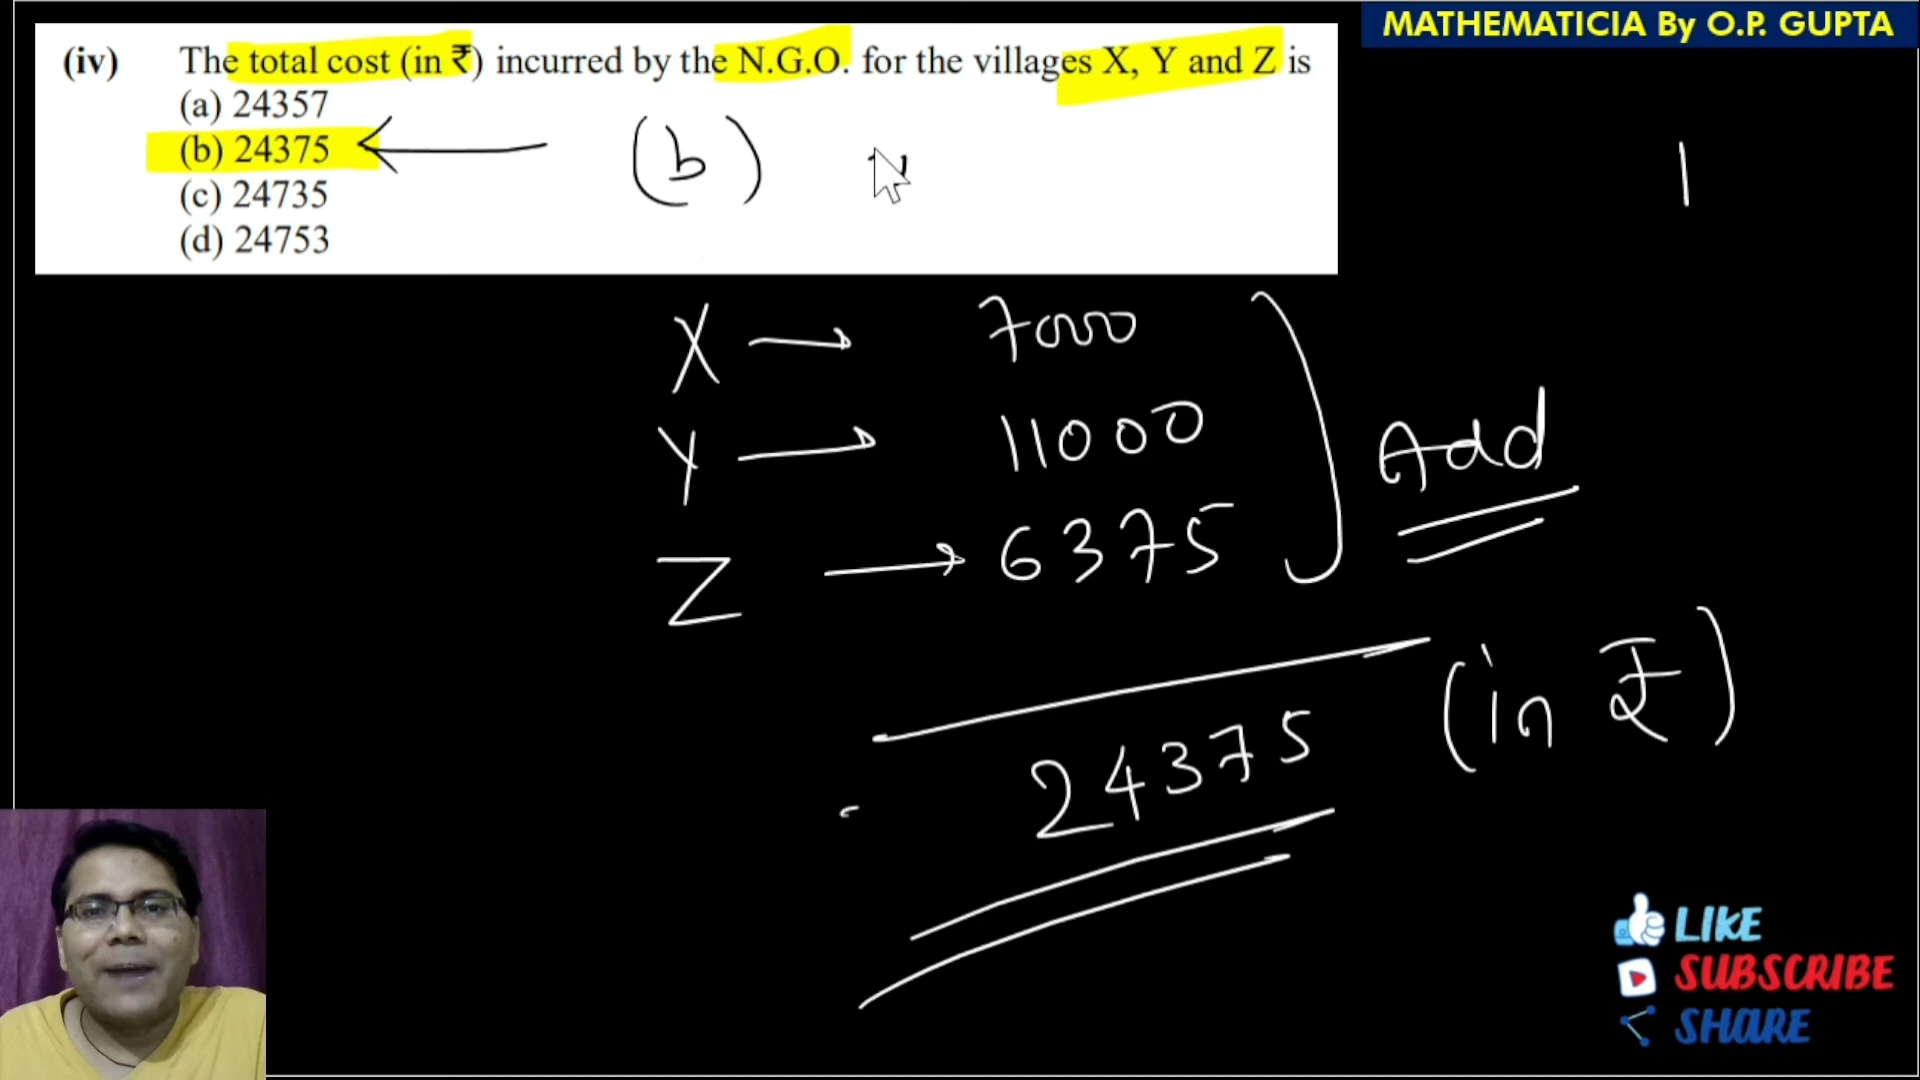 MATHEMATICIA By O.P. GUPTA
(iv) The total cost (in ₹) incurred by the N.G.O. for the villages X, Y and Z is
(a) 24357
(b) 24375
(b)
(c) 24735
(d) 24753
X → 7000
Y → 11000
Add
Z → 6375
24375 (in ₹)
LIKE
SUBSCRIBE
SHARE